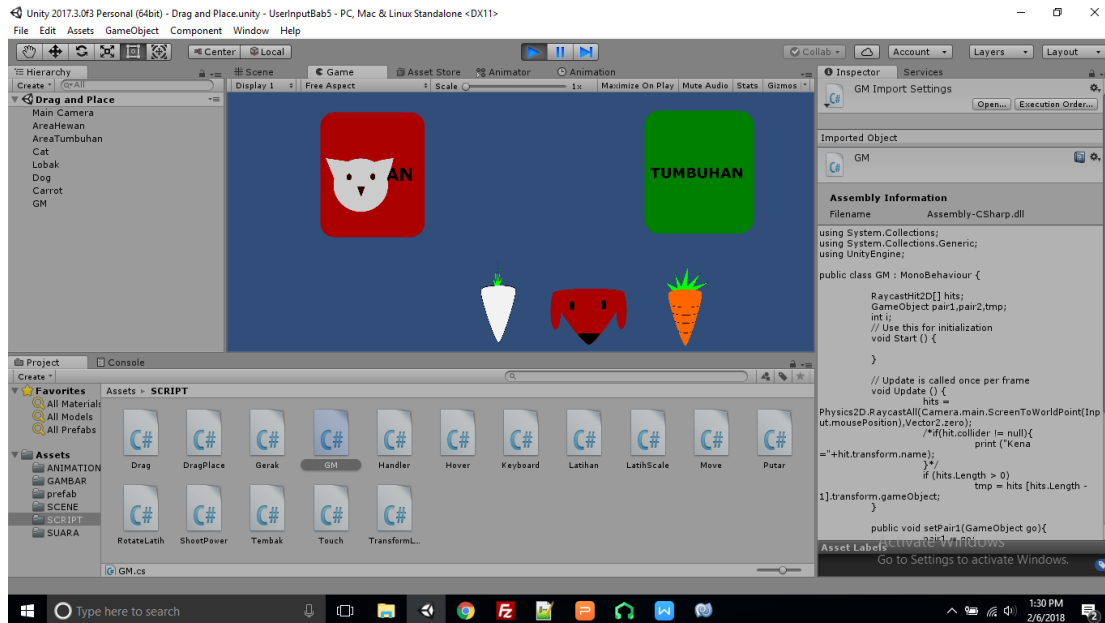 Unity 2017.3.0f3 Personal (64bit) - Drag and Place.unity - UserInputBab5 - PC, Mac & Linux Standalone <DX11>
File Edit Assets GameObject Component Window Help
Center Local Collab Account Layers Layout
Hierarchy
Create All
Drag and Place
Main Camera
AreaHewan
AreaTumbuhan
Cat
Lobak
Dog
Carrot
GM
Scene Game Asset Store Animator Animation
Display 1 Free Aspect Scale 1x Maximize On Play Mute Audio Stats Gizmos
AN
TUMBUHAN
Inspector Services
GM Import Settings
Open... Execution Order...
Imported Object
GM
Assembly Information
Filename Assembly-CSharp.dll
using System.Collections;
using System.Collections.Generic;
using UnityEngine;
public class GM : MonoBehaviour {
RaycastHit2D[] hits;
GameObject pair1,pair2,tmp;
int i;
// Use this for initialization
void Start () {
}
// Update is called once per frame
void Update () {
hits =
Physics2D.RaycastAll(Camera.main.ScreenToWorldPoint(Inp
ut.mousePosition),Vector2.zero);
/*if(hit.collider != null){
print ("Kena
="+hit.transform.name);
}*/
if (hits.Length > 0)
tmp = hits [hits.Length -
1].transform.gameObject;
}
public void setPair1(GameObject go){
pair1 = go;
Asset Labels
Activate Windows
Go to Settings to activate Windows.
Project Console
Create
Favorites
All Materials
All Models
All Prefabs
Assets
ANIMATION
GAMBAR
prefab
SCENE
SCRIPT
SUARA
Assets SCRIPT
Drag DragPlace Gerak GM Handler Hover Keyboard Latihan LatihScale Move Putar
RotateLatih ShootPower Tembak Touch TransformL...
GM.cs
Type here to search
1:30 PM
2/6/2018
2